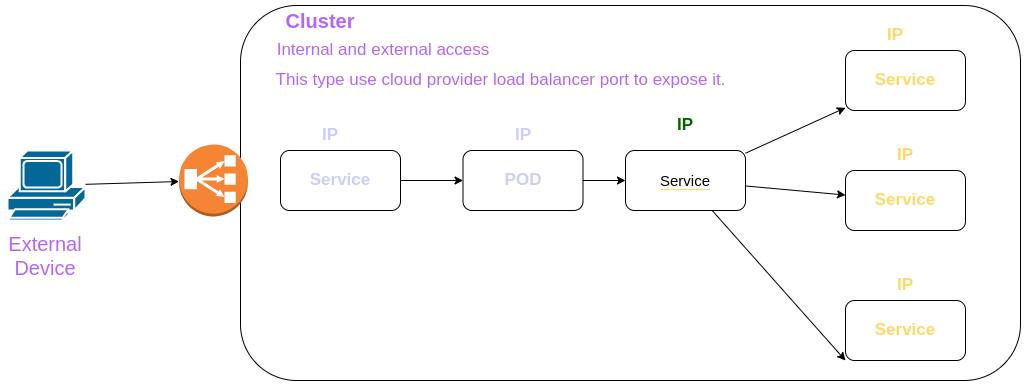 Cluster
Internal and external access
This type use cloud provider load balancer port to expose it.
IP
Service
IP
POD
IP
Service
IP
Service
IP
Service
IP
Service
External
Device